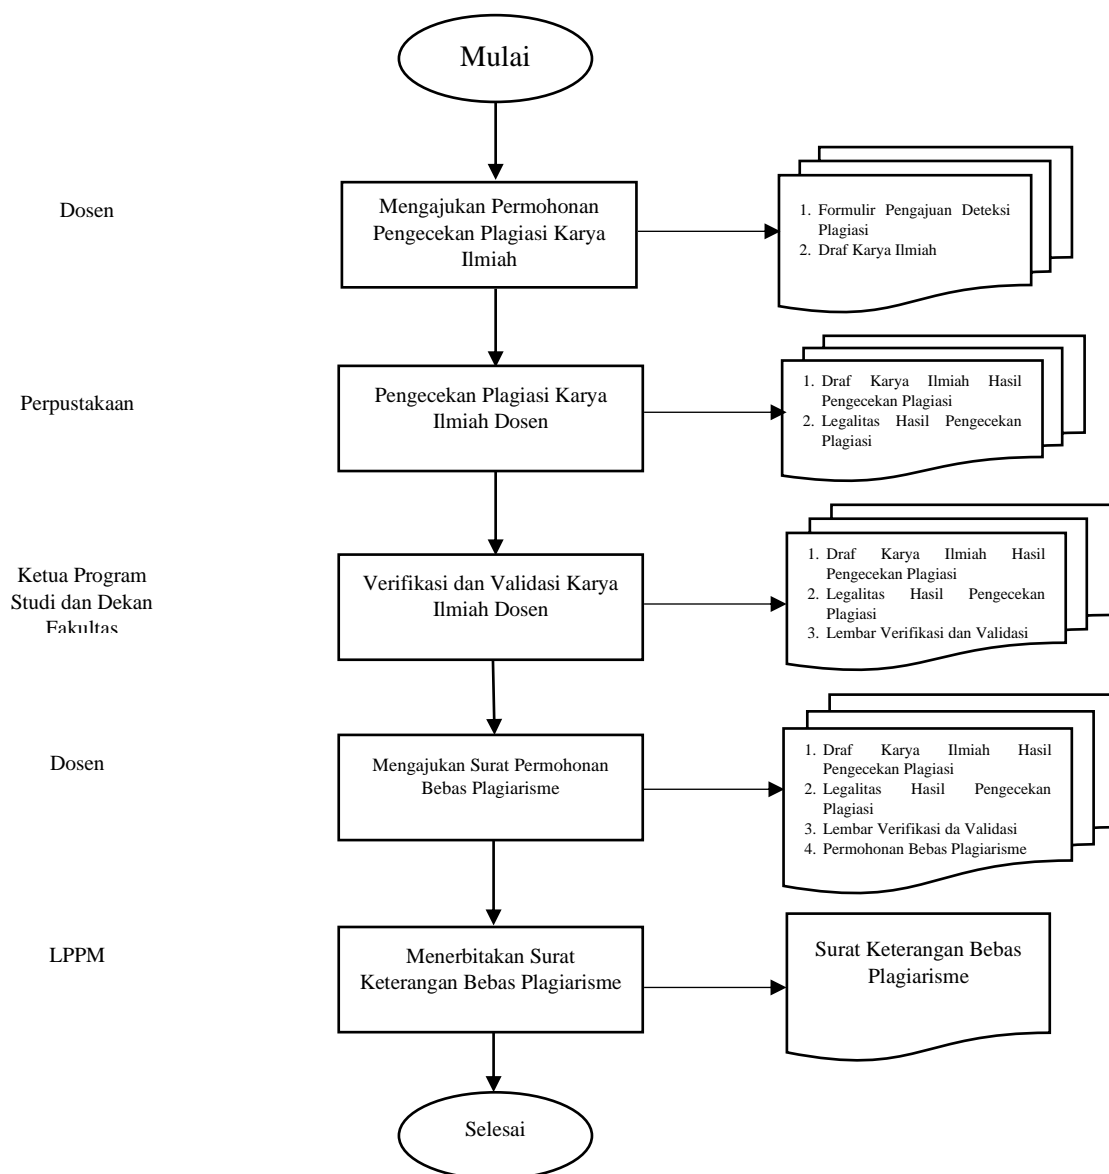 Mulai
Dosen
Mengajukan Permohonan
Pengecekan Plagiasi Karya
Ilmiah
1. Formulir Pengajuan Deteksi
Plagiasi
2. Draf Karya Ilmiah
Perpustakaan
Pengecekan Plagiasi Karya
Ilmiah Dosen
1. Draf Karya Ilmiah Hasil
Pengecekan Plagiasi
2. Legalitas Hasil Pengecekan
Plagiasi
Ketua Program
Studi dan Dekan
Fakultas
Verifikasi dan Validasi Karya
Ilmiah Dosen
1. Draf Karya Ilmiah Hasil
Pengecekan Plagiasi
2. Legalitas Hasil Pengecekan
Plagiasi
3. Lembar Verifikasi dan Validasi
Dosen
Mengajukan Surat Permohonan
Bebas Plagiarisme
1. Draf Karya Ilmiah Hasil
Pengecekan Plagiasi
2. Legalitas Hasil Pengecekan
Plagiasi
3. Lembar Verifikasi da Validasi
4. Permohonan Bebas Plagiarisme
LPPM
Menerbitakan Surat
Keterangan Bebas Plagiarisme
Surat Keterangan Bebas
Plagiarisme
Selesai